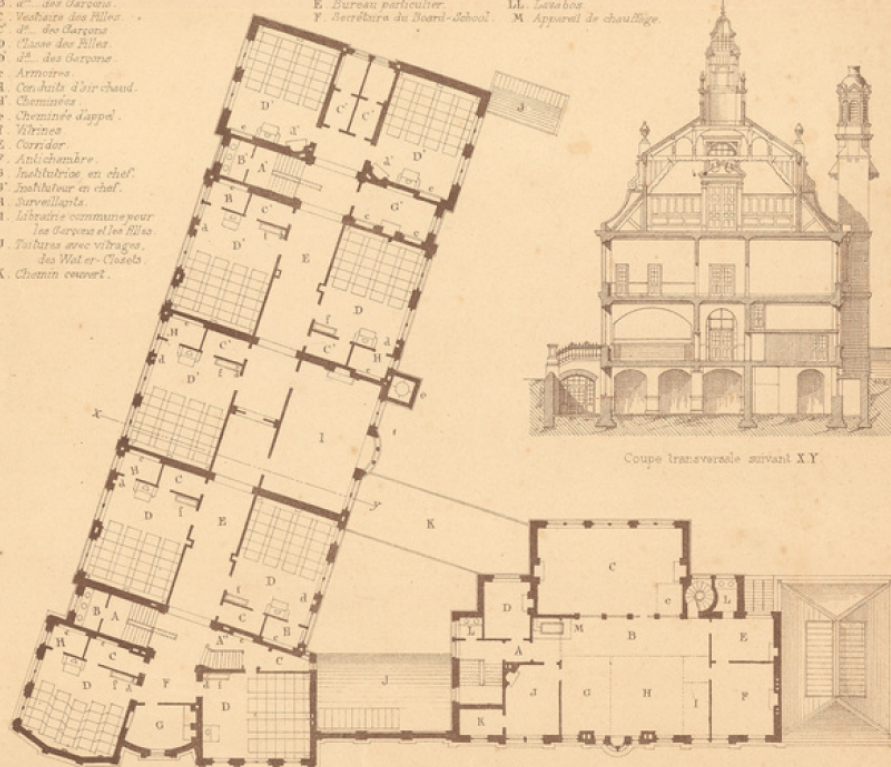 B. d.º... des Garçons.
C. Vestiaire des Filles.
C'. d.º... des Garçons
D. Classe des Filles.
D'. d.º... des Garçons.
c. Armoires.
d. Conduits d'air chaud.
d'. Cheminées.
e. Cheminée d'appel.
f. Vitrines.
E. Corridor.
F. Antichambre.
G. Institutrice en chef.
G'. Instituteur en chef.
H. Surveillants.
I. Librairie commune pour
les Garçons et les filles.
J. Toitures avec vitrages,
des Water-Closets.
K. Chemin couvert.
E Bureau particulier.
F. Secrétaire du Board-School.
LL. Lavabos.
M Appareil de chauffage.
D'
C'
C'
D'
J
B'
A'
d'
d'
G'
B
C'
D'
E
D
C'
H
H
C'
D'
I
X
Y
K
H
C
D
E
D
C
E
B
A
A"
C
H
C
D
F
G
D
J
Coupe transversale suivant X Y.
C
c
L
D
L
A
M
B
E
J
G
H
I
F
K